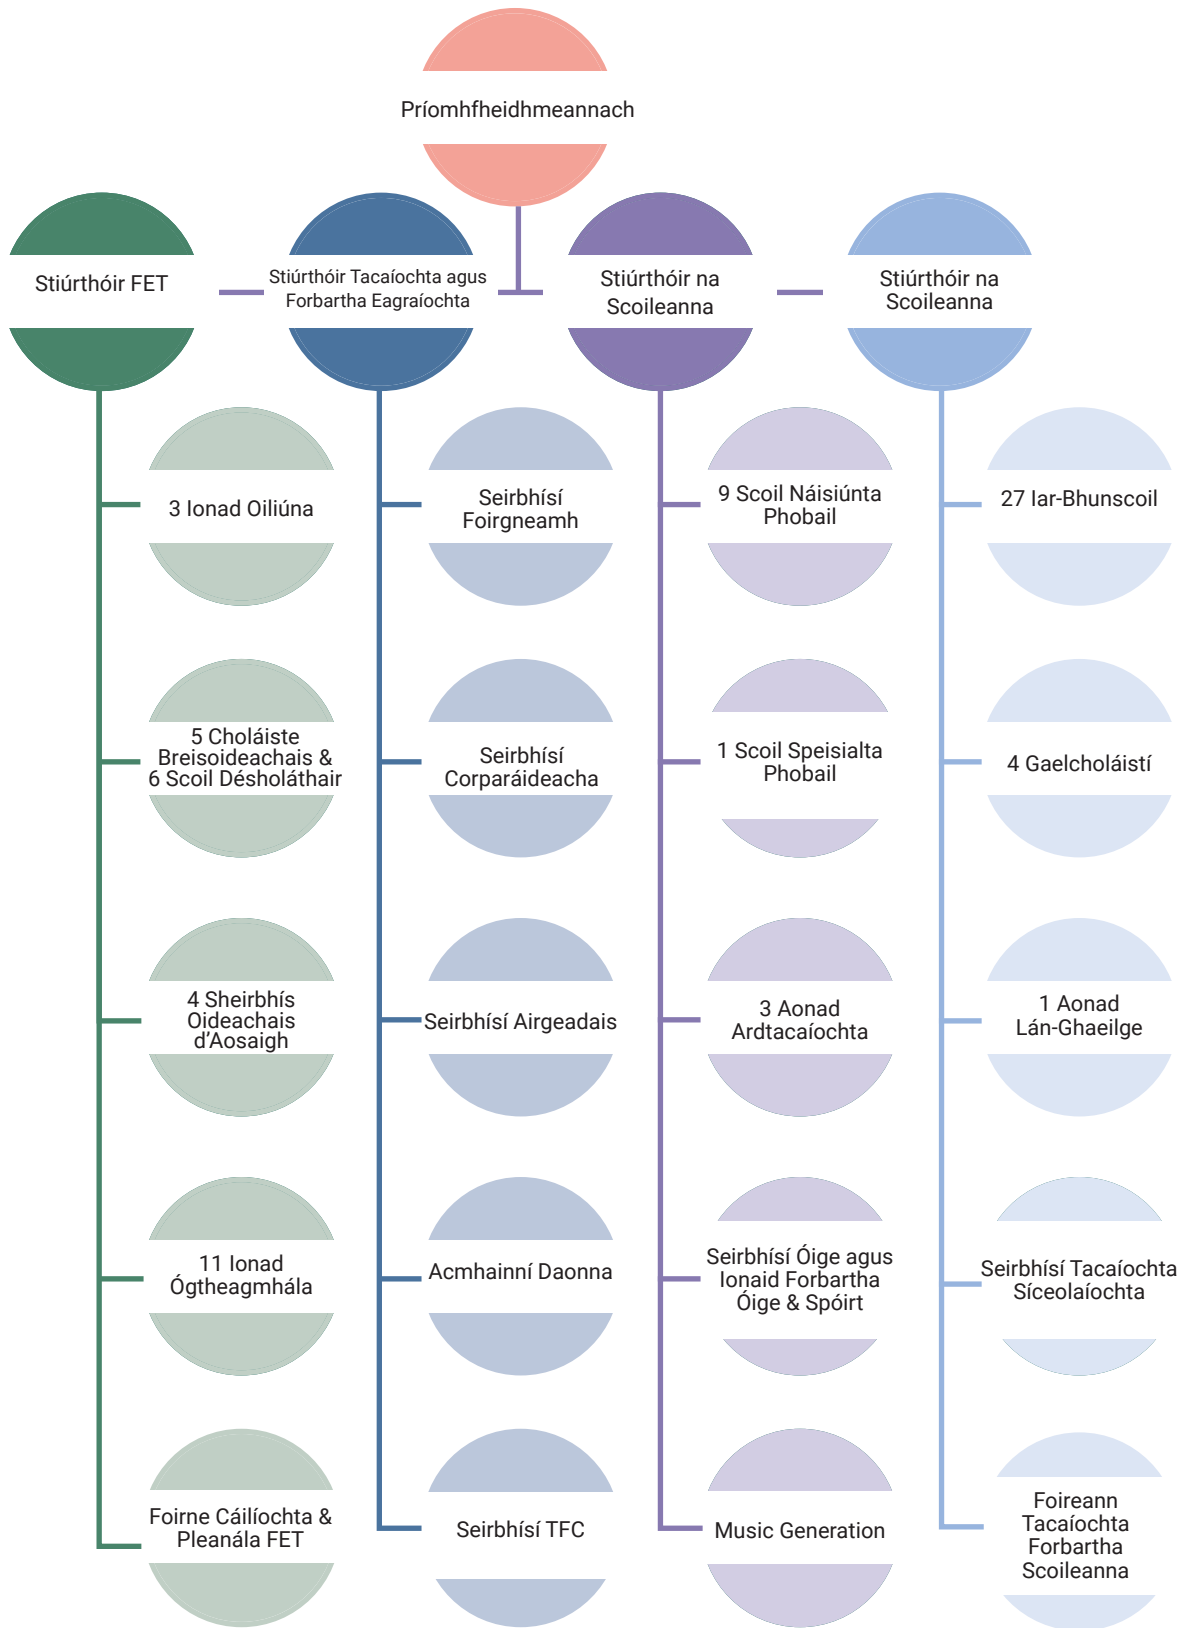 Príomhfheidhmeannach
Stiúrthóir FET
Stiúrthóir Tacaíochta agus
Forbartha Eagraíochta
Stiúrthóir na
Scoileanna
Stiúrthóir na
Scoileanna
3 Ionad Oiliúna
Seirbhísí
Foirgneamh
9 Scoil Náisiúnta
Phobail
27 Iar-Bhunscoil
5 Choláiste
Breisoideachais &
6 Scoil Désholáthair
Seirbhísí
Corparáideacha
1 Scoil Speisialta
Phobail
4 Gaelcholáistí
4 Sheirbhís
Oideachais
d'Aosaigh
Seirbhísí Airgeadais
3 Aonad
Ardtacaíochta
1 Aonad
Lán-Ghaeilge
11 Ionad
Ógtheagmhála
Acmhainní Daonna
Seirbhísí Óige agus
Ionaid Forbartha
Óige & Spóirt
Seirbhísí Tacaíochta
Síceolaíochta
Foirne Cáilíochta &
Pleanála FET
Seirbhísí TFC
Music Generation
Foireann
Tacaíochta
Forbartha
Scoileanna